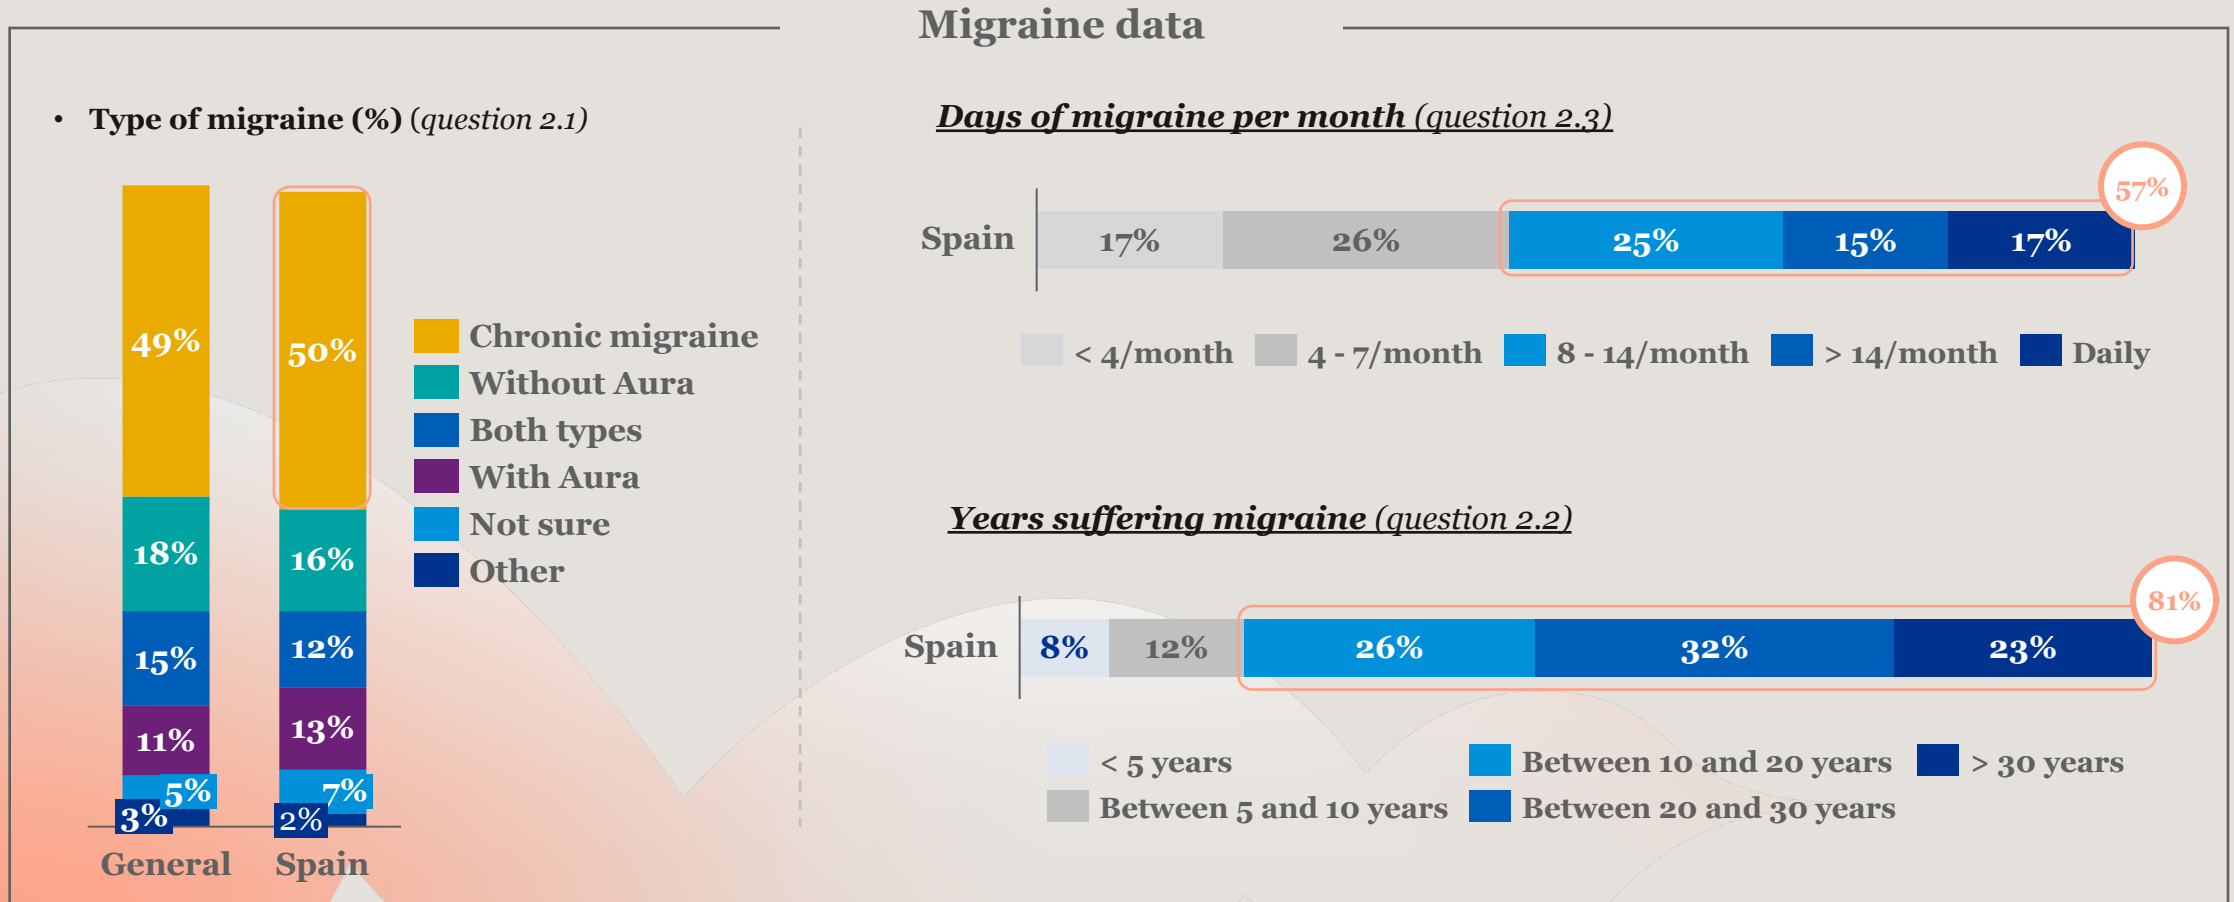 Migraine data
• Type of migraine (%) (question 2.1)
49%
18%
15%
11%
5%
3%
General
50%
16%
12%
13%
7%
2%
Spain
Chronic migraine
Without Aura
Both types
With Aura
Not sure
Other
Days of migraine per month (question 2.3)
57%
Spain 17% 26% 25% 15% 17%
< 4/month 4 - 7/month 8 - 14/month > 14/month Daily
Years suffering migraine (question 2.2)
81%
Spain 8% 12% 26% 32% 23%
< 5 years Between 10 and 20 years > 30 years
Between 5 and 10 years Between 20 and 30 years